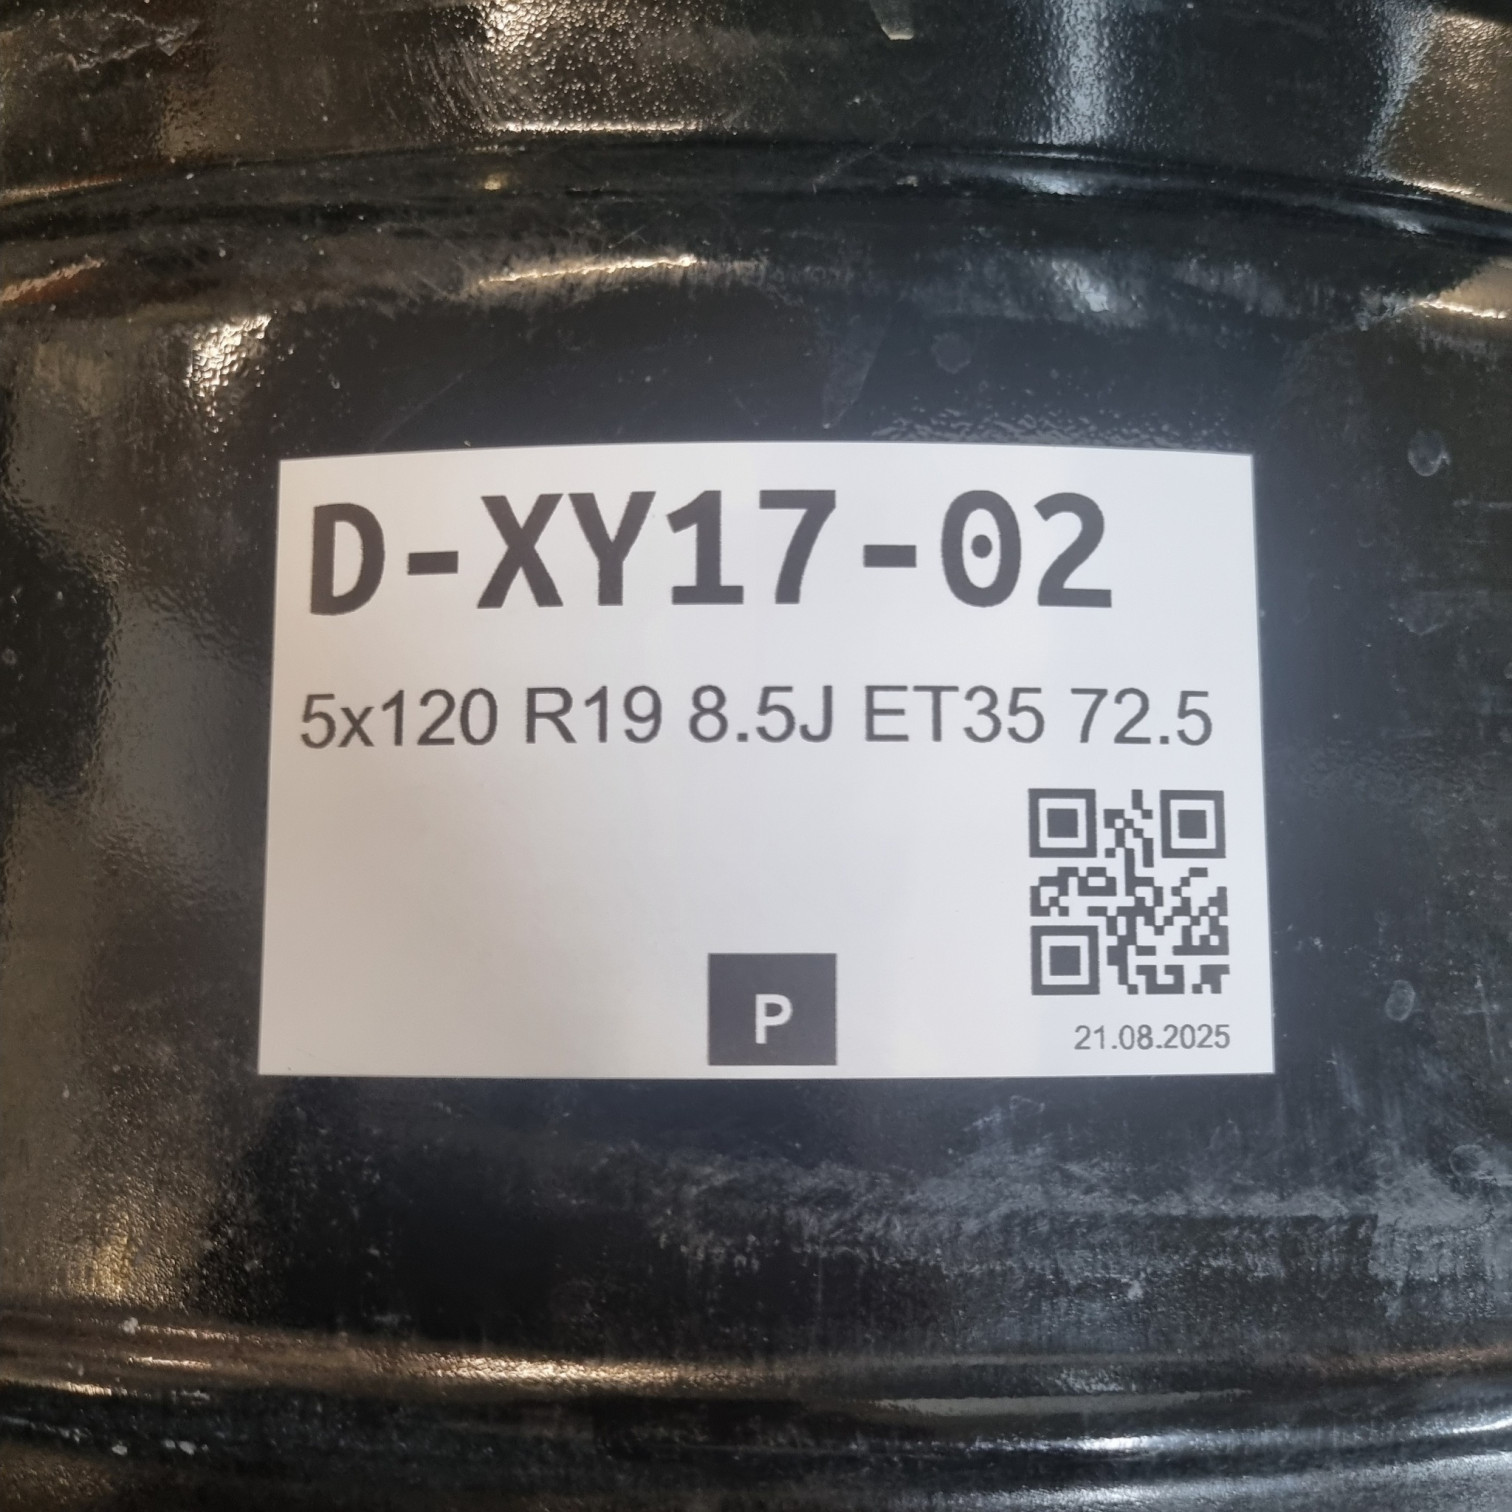 D-XY17-02
5x120 R19 8.5J ET35 72.5
P
21.08.2025